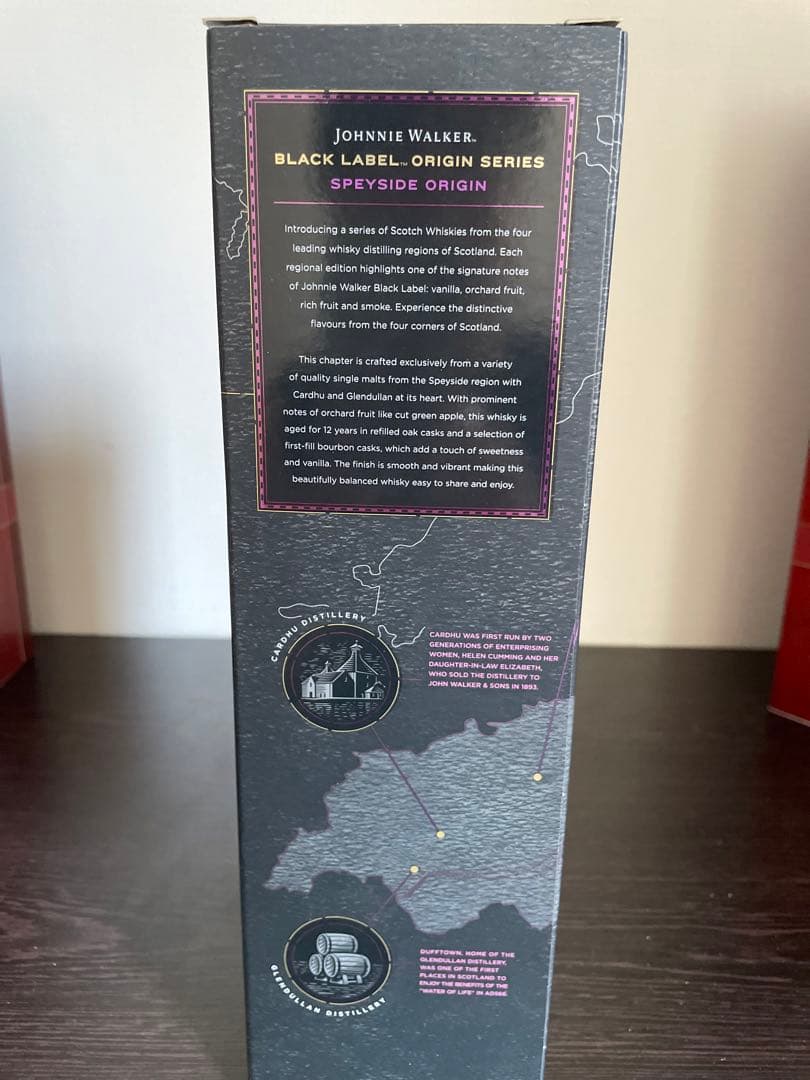 JOHNNIE WALKER™
BLACK LABEL™ ORIGIN SERIES
SPEYSIDE ORIGIN
Introducing a series of Scotch Whiskies from the four
leading whisky distilling regions of Scotland. Each
regional edition highlights one of the signature notes
of Johnnie Walker Black Label: vanilla, orchard fruit,
rich fruit and smoke. Experience the distinctive
flavours from the four corners of Scotland.
This chapter is crafted exclusively from a variety
of quality single malts from the Speyside region with
Cardhu and Glendullan at its heart. With prominent
notes of orchard fruit like cut green apple, this whisky is
aged for 12 years in refilled oak casks and a selection of
first-fill bourbon casks, which add a touch of sweetness
and vanilla. The finish is smooth and vibrant making this
beautifully balanced whisky easy to share and enjoy.
CARDHU DISTILLERY
CARDHU WAS FIRST RUN BY TWO
GENERATIONS OF ENTERPRISING
WOMEN, HELEN CUMMING AND HER
DAUGHTER-IN-LAW ELIZABETH,
WHO SOLD THE DISTILLERY TO
JOHN WALKER & SONS IN 1893.
GLENDULLAN DISTILLERY
DUFFTOWN, HOME OF THE
GLENDULLAN DISTILLERY,
WAS ONE OF THE FIRST
PLACES IN SCOTLAND TO
ENJOY THE BENEFITS OF THE
"WATER OF LIFE" IN AD566.